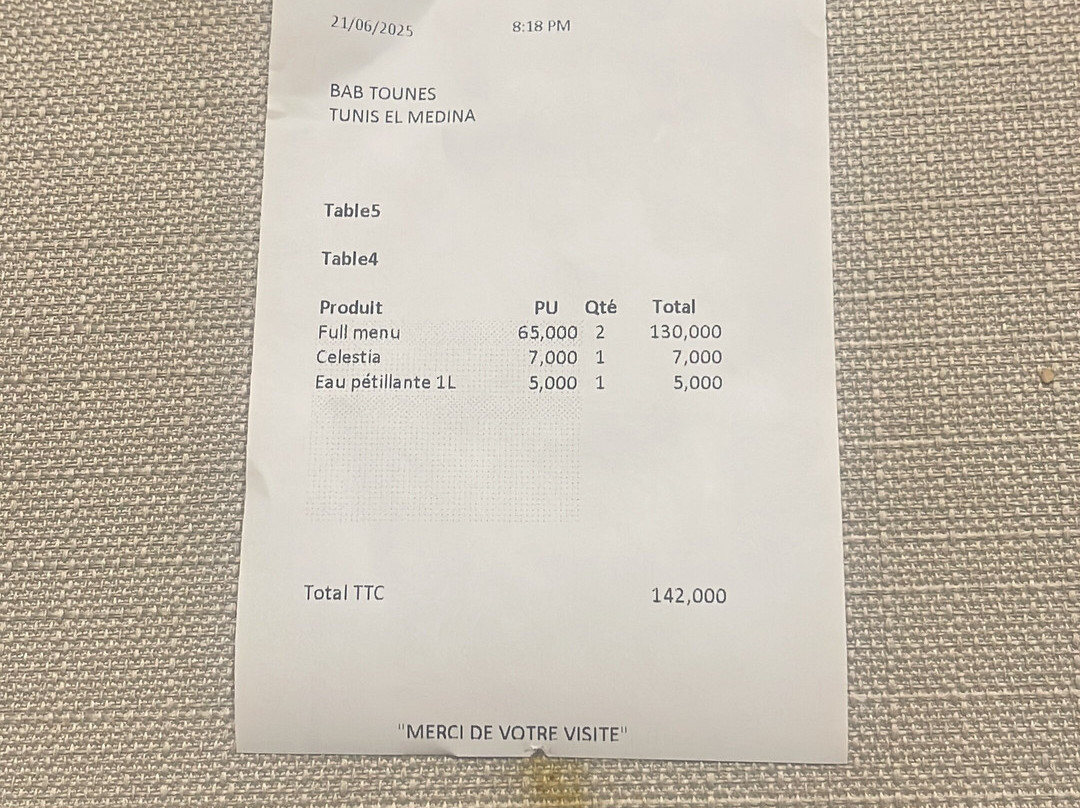 21/06/2025 8:18 PM
BAB TOUNES
TUNIS EL MEDINA
Table5
Table4
Produit PU Qté Total
Full menu 65,000 2 130,000
Celestia 7,000 1 7,000
Eau pétillante 1L 5,000 1 5,000
Total TTC 142,000
"MERCI DE VOTRE VISITE"